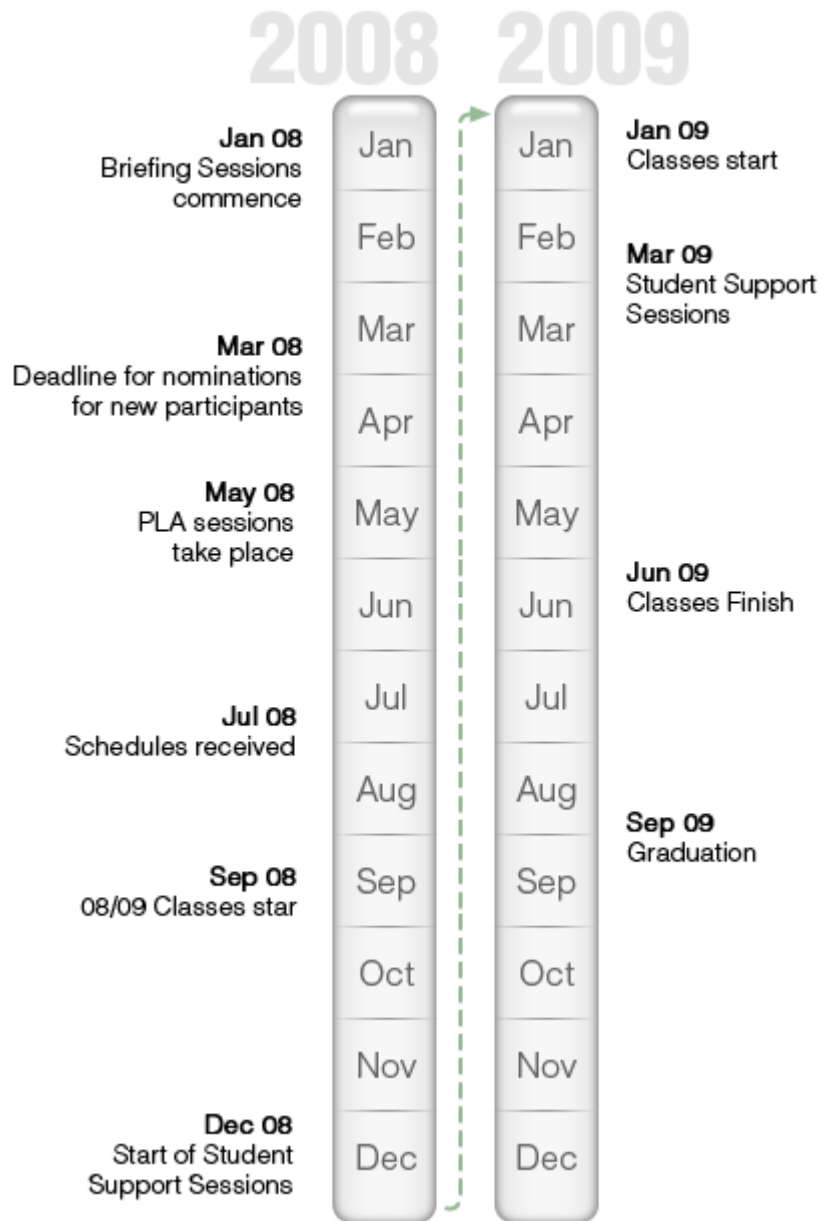 2008
2009
Jan 08
Briefing Sessions
commence
Mar 08
Deadline for nominations
for new participants
May 08
PLA sessions
take place
Jul 08
Schedules received
Sep 08
08/09 Classes star
Dec 08
Start of Student
Support Sessions
Jan
Feb
Mar
Apr
May
Jun
Jul
Aug
Sep
Oct
Nov
Dec
Jan
Feb
Mar
Apr
May
Jun
Jul
Aug
Sep
Oct
Nov
Dec
Jan 09
Classes start
Mar 09
Student Support
Sessions
Jun 09
Classes Finish
Sep 09
Graduation